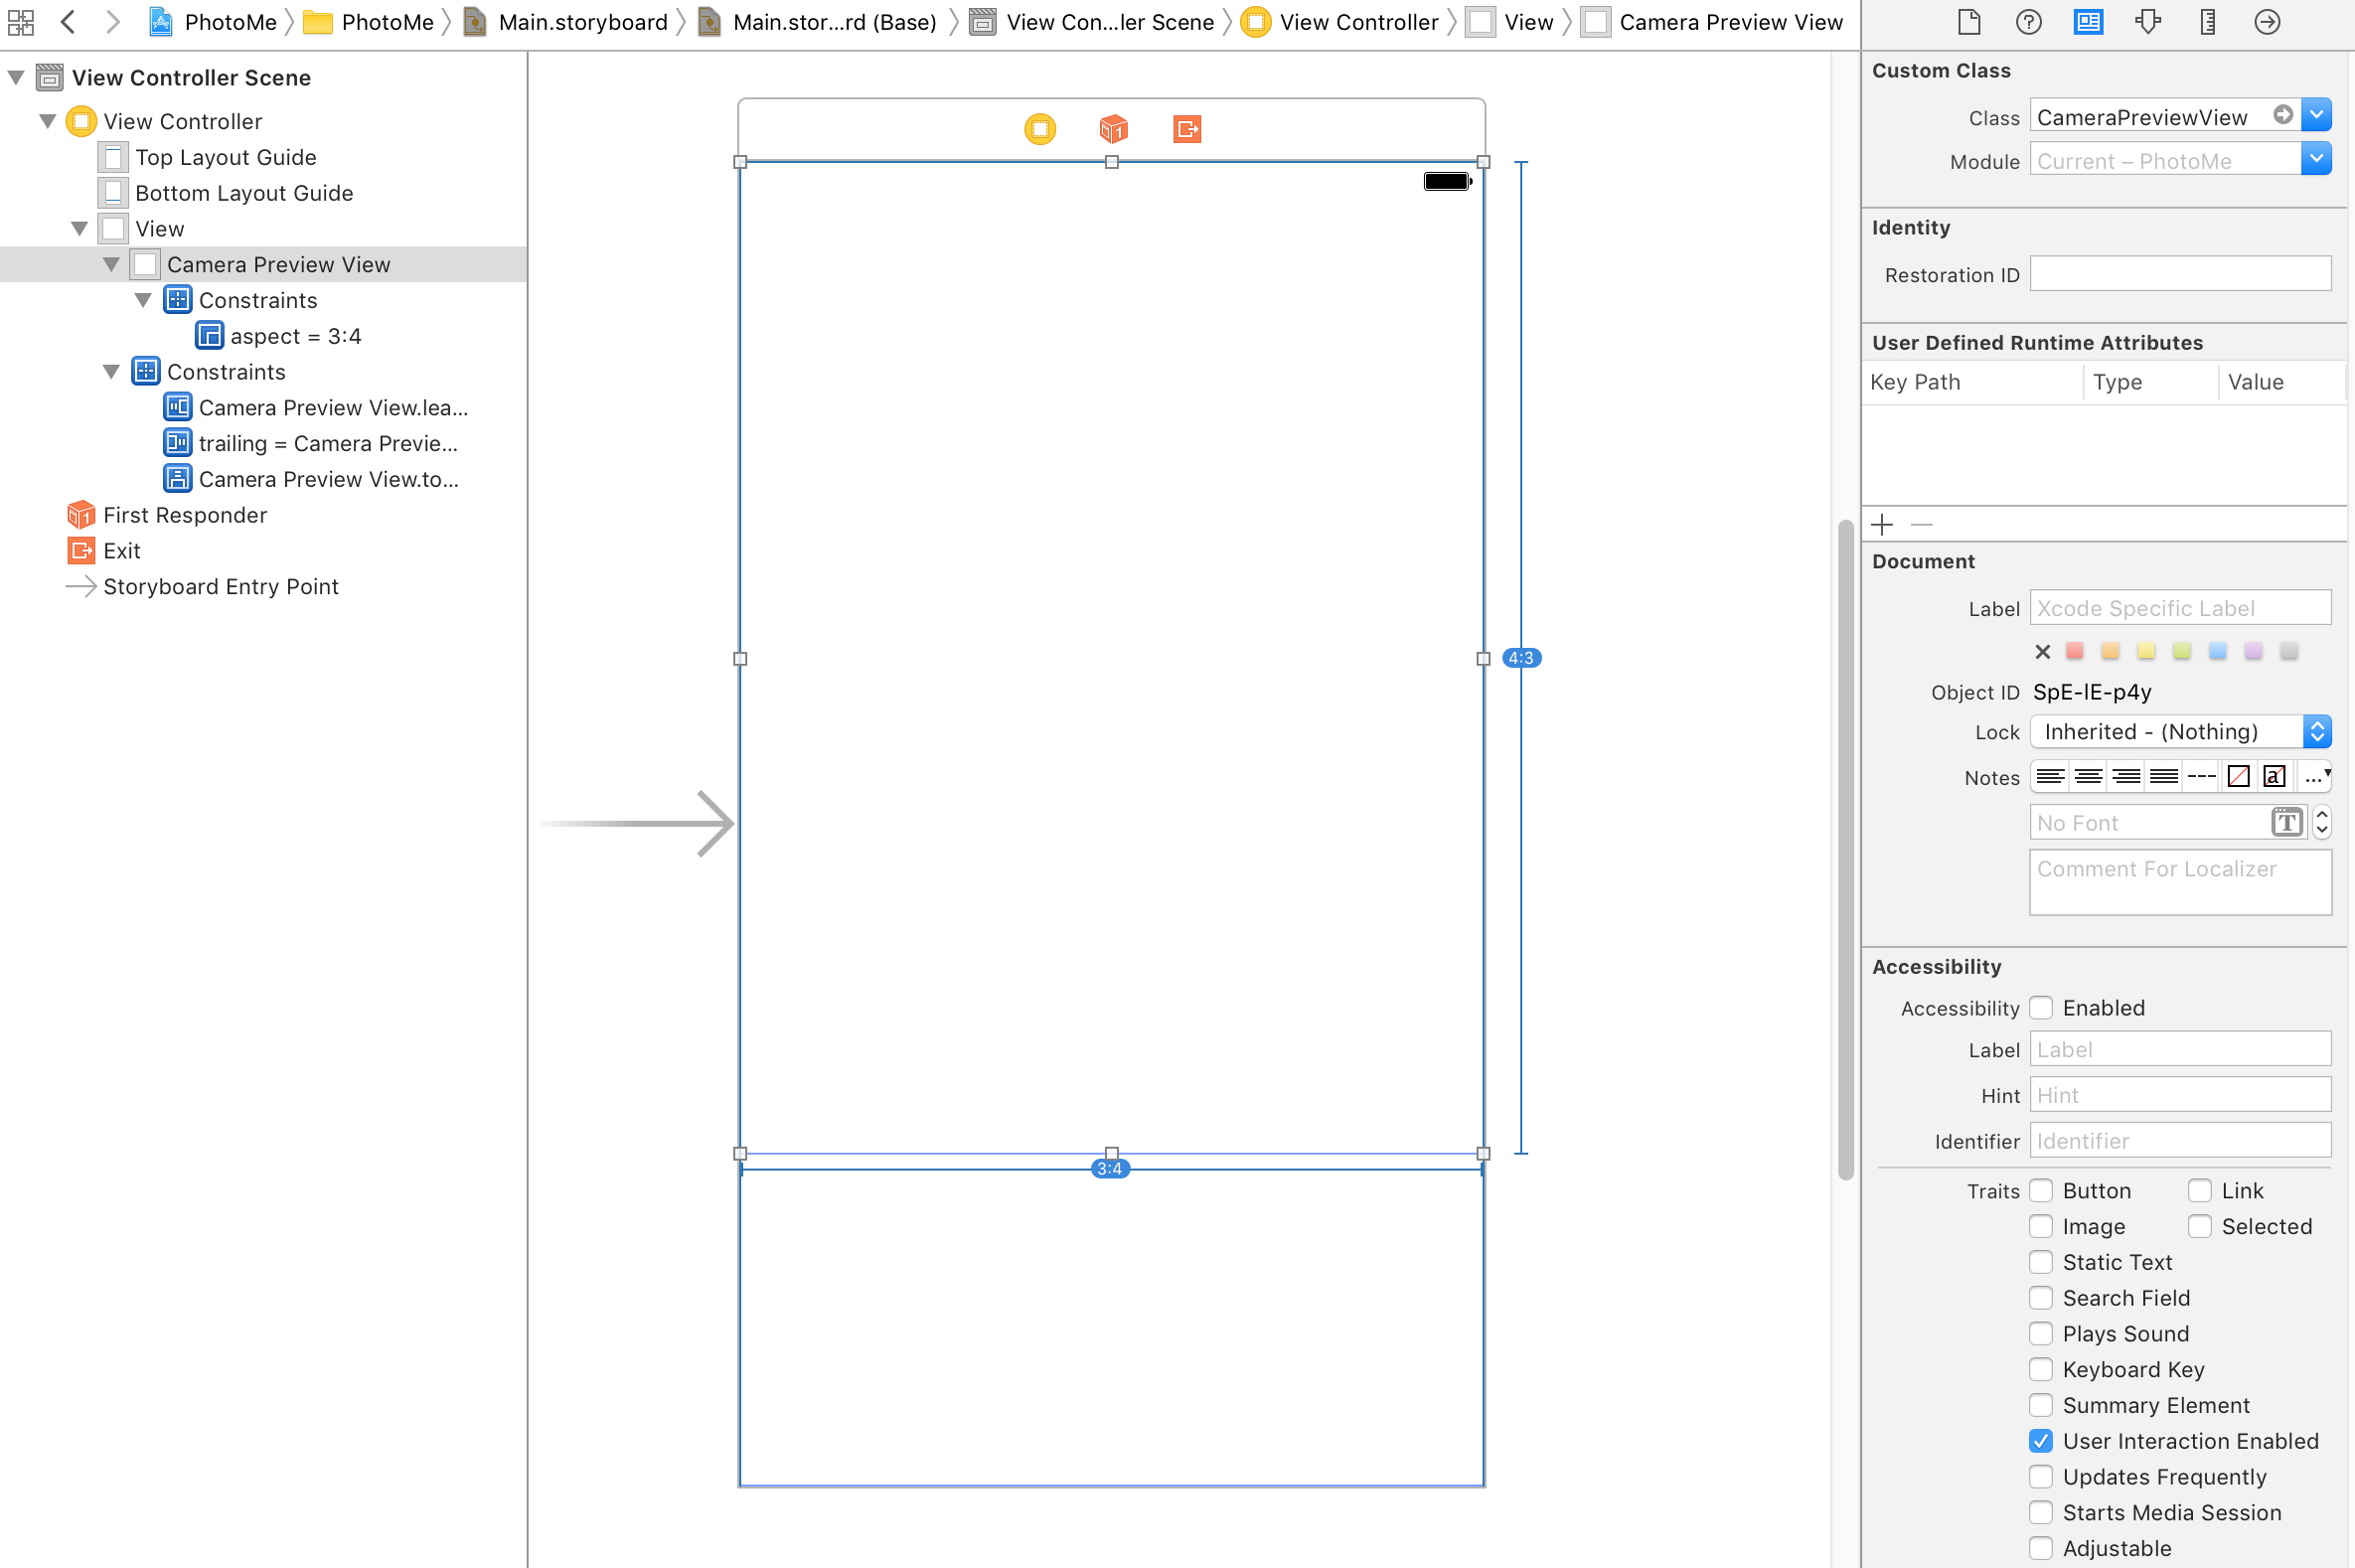 PhotoMe PhotoMe Main.storyboard Main.stor...rd (Base) View Con...ler Scene View Controller View Camera Preview View
View Controller Scene
View Controller
Top Layout Guide
Bottom Layout Guide
View
Camera Preview View
Constraints
aspect = 3:4
Constraints
Camera Preview View.lea...
trailing = Camera Previe...
Camera Preview View.to...
First Responder
Exit
Storyboard Entry Point
4:3
3:4
Custom Class
Class CameraPreviewView
Module Current – PhotoMe
Identity
Restoration ID
User Defined Runtime Attributes
Key Path Type Value
Document
Label Xcode Specific Label
Object ID SpE-lE-p4y
Lock Inherited - (Nothing)
Notes
No Font
Comment For Localizer
Accessibility
Accessibility Enabled
Label Label
Hint Hint
Identifier Identifier
Traits Button Link
Image Selected
Static Text
Search Field
Plays Sound
Keyboard Key
Summary Element
User Interaction Enabled
Updates Frequently
Starts Media Session
Adjustable